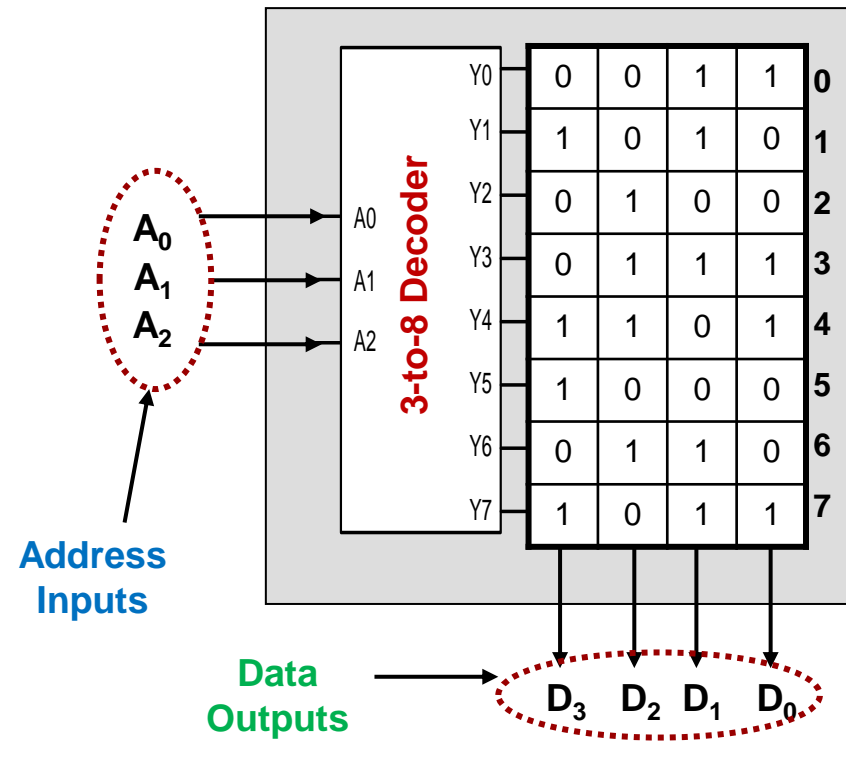 Y0 0 0 1 1 0
Y1 1 0 1 0 1
Y2 0 1 0 0 2
Y3 0 1 1 1 3
Y4 1 1 0 1 4
Y5 1 0 0 0 5
Y6 0 1 1 0 6
Y7 1 0 1 1 7
3-to-8 Decoder
A0
A1
A2
A₀
A₁
A₂
Address
Inputs
Data
Outputs
D₃ D₂ D₁ D₀